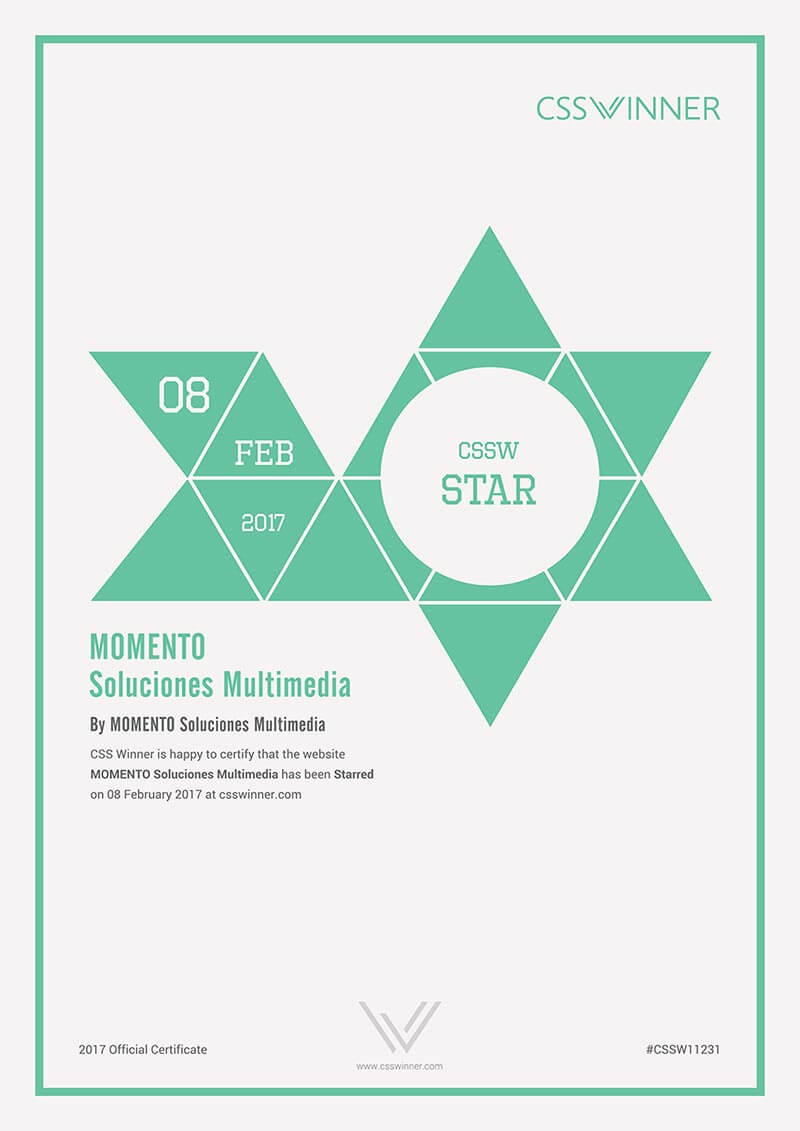 CSSWINNER
08
FEB
2017
CSSW
STAR
MOMENTO
Soluciones Multimedia
By MOMENTO Soluciones Multimedia
CSS Winner is happy to certify that the website
MOMENTO Soluciones Multimedia has been Starred
on 08 February 2017 at csswinner.com
2017 Official Certificate
www.csswinner.com
#CSSW11231